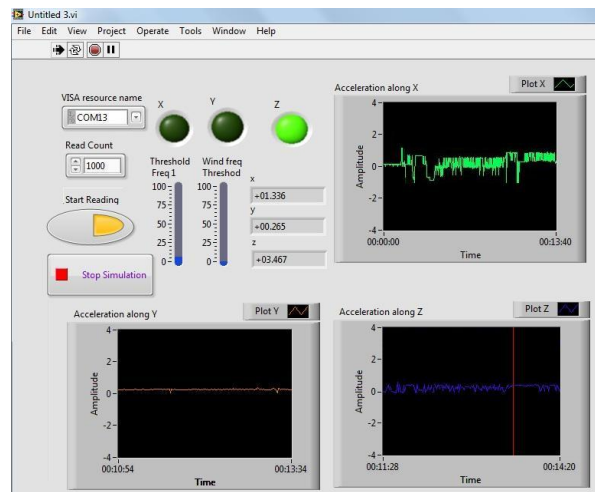 Untitled 3.vi
File Edit View Project Operate Tools Window Help
VISA resource name
COM13
X
Y
Z
Read Count
1000
Start Reading
Stop Simulation
Threshold
Freq 1
100
75
50
25
0
Wind freq
Threshod
100
75
50
25
0
x
+01.336
y
+00.265
z
+03.467
Acceleration along X
Plot X
Amplitude
4
2
0
-2
-4
00:00:00
00:13:40
Time
Acceleration along Y
Plot Y
Amplitude
4
2
0
-2
-4
00:10:54
00:13:34
Time
Acceleration along Z
Plot Z
Amplitude
4
2
0
-2
-4
00:11:28
00:14:20
Time